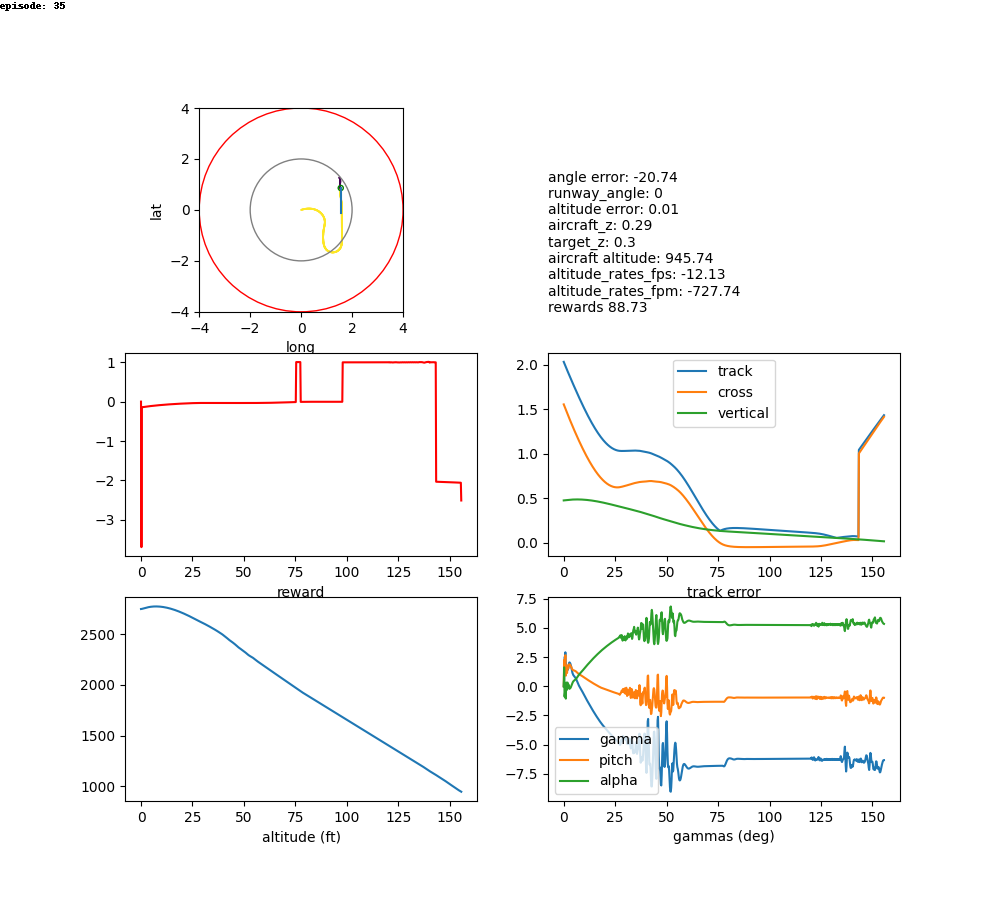 episode: 35
4
2
0
−2
−4
lat
−4 −2 0 2 4
long
angle error: -20.74
runway_angle: 0
altitude error: 0.01
aircraft_z: 0.29
target_z: 0.3
aircraft altitude: 945.74
altitude_rates_fps: -12.13
altitude_rates_fpm: -727.74
rewards 88.73
1
0
−1
−2
−3
0 25 50 75 100 125 150
reward
2.0
1.5
1.0
0.5
0.0
track
cross
vertical
0 25 50 75 100 125 150
track error
2500
2000
1500
1000
0 25 50 75 100 125 150
altitude (ft)
7.5
5.0
2.5
0.0
−2.5
−5.0
−7.5
gamma
pitch
alpha
0 25 50 75 100 125 150
gammas (deg)